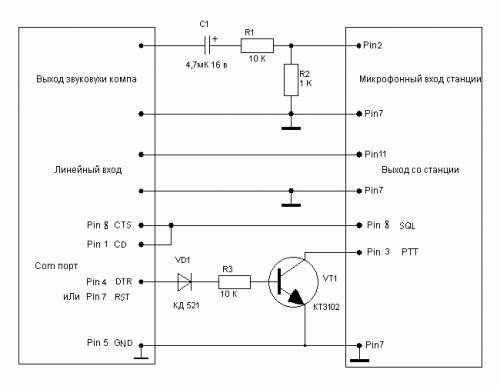 C1
R1
+
4,7мК 16 в
10 К
R2
1 К
Pin2
Выход звуковухи компа
Микрофонный вход станции
Pin7
Pin11
Линейный вход
Выход со станции
Pin7
Pin 8 CTS
Pin 8 SQL
Pin 1 CD
Pin 3 PTT
Com порт
VD1
R3
VT1
Pin 4 DTR
иЛи Pin 7 RST
КД 521
10 К
КТ3102
Pin 5 GND
Pin7